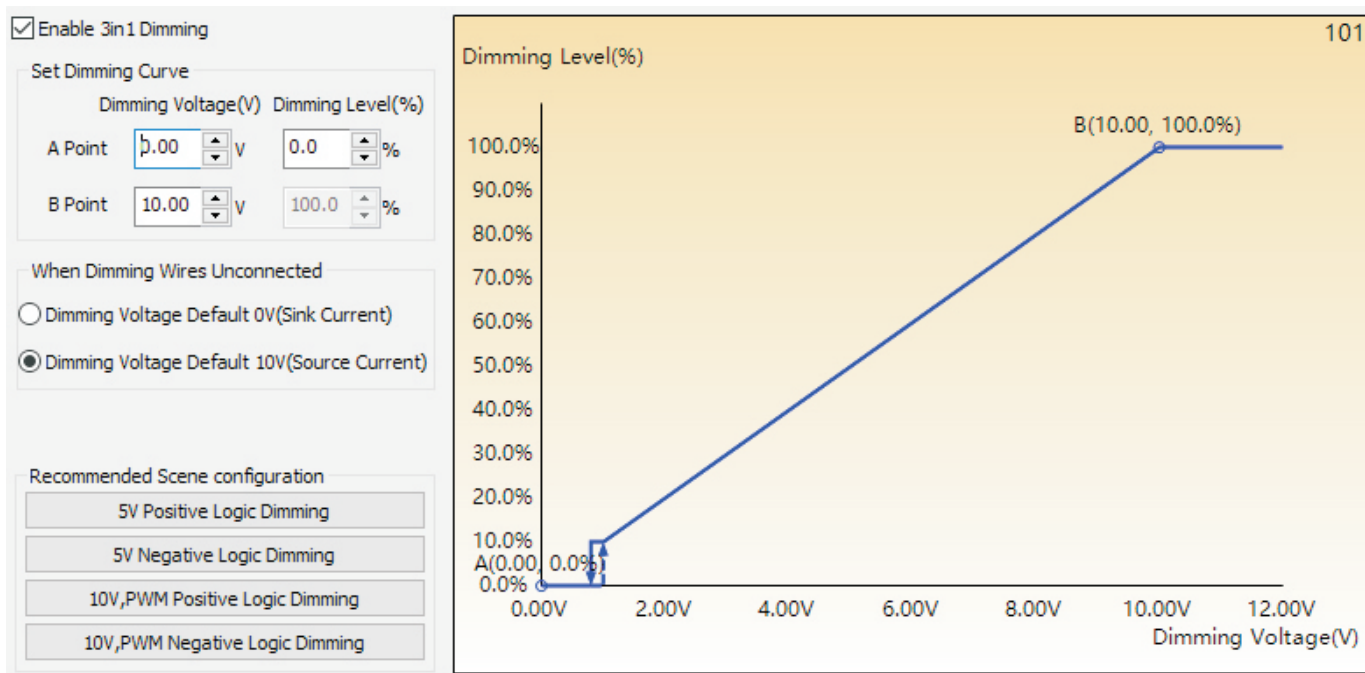 Enable 3in1 Dimming
Set Dimming Curve
Dimming Voltage(V) Dimming Level(%)
A Point 0.00 V 0.0 %
B Point 10.00 V 100.0 %
When Dimming Wires Unconnected
Dimming Voltage Default 0V(Sink Current)
Dimming Voltage Default 10V(Source Current)
Recommended Scene configuration
5V Positive Logic Dimming
5V Negative Logic Dimming
10V,PWM Positive Logic Dimming
10V,PWM Negative Logic Dimming
101
Dimming Level(%)
B(10.00, 100.0%)
100.0%
90.0%
80.0%
70.0%
60.0%
50.0%
40.0%
30.0%
20.0%
10.0%
A(0.00, 0.0%)
0.0%
0.00V 2.00V 4.00V 6.00V 8.00V 10.00V 12.00V
Dimming Voltage(V)